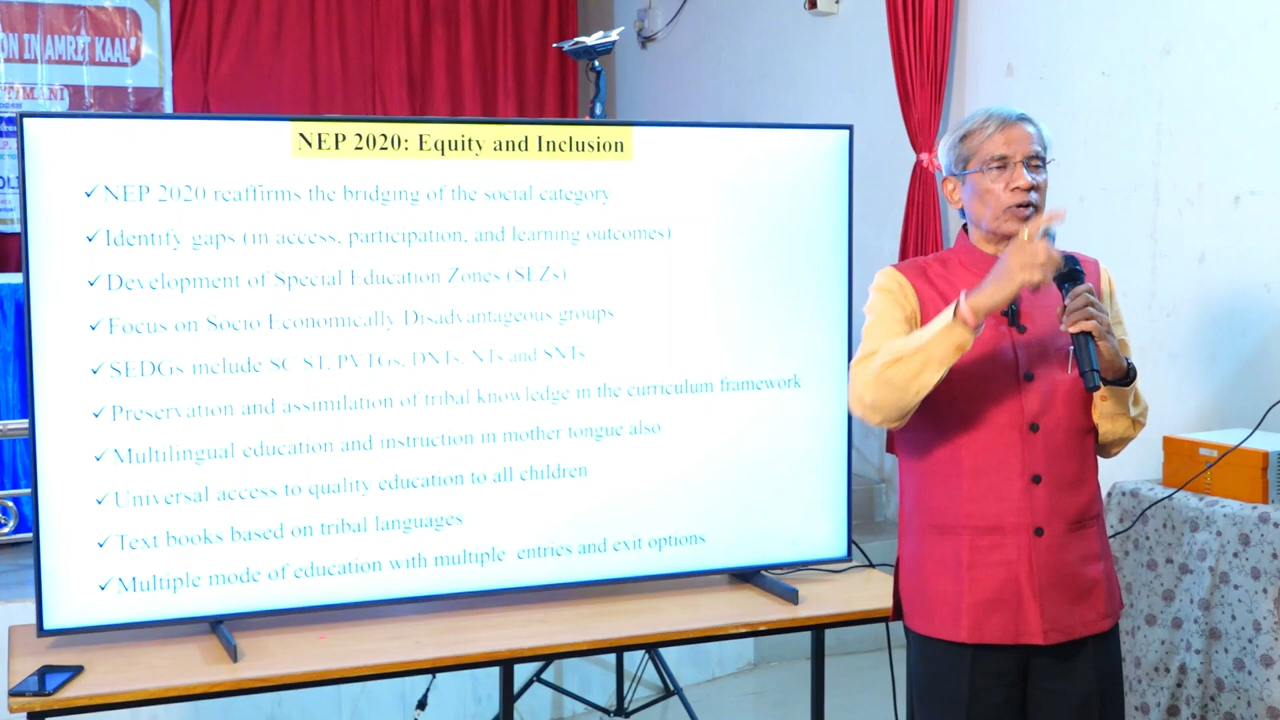 ON IN AMRIT KAAL"
NEP 2020: Equity and Inclusion
✓NEP 2020 reaffirms the bridging of the social category
✓Identify gaps (in access, participation, and learning outcomes)
✓Development of Special Education Zones (SEZs)
✓Focus on Socio Economically Disadvantageous groups
✓SEDGs include SC ST, PVTGs, DNTs, NTs and SNTs
✓Preservation and assimilation of tribal knowledge in the curriculum framework
✓Multilingual education and instruction in mother tongue also
✓Universal access to quality education to all children
✓Text books based on tribal languages
✓Multiple mode of education with multiple entries and exit options